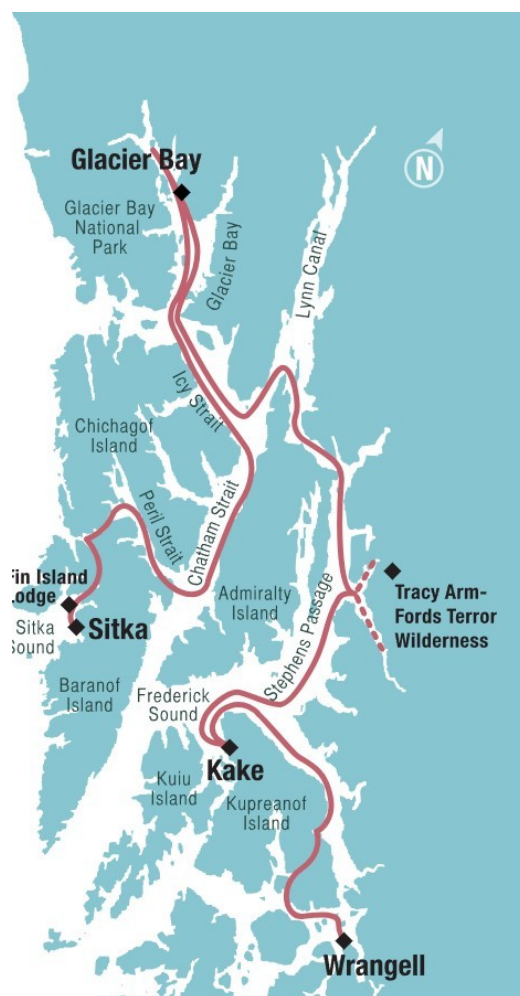 Glacier Bay
N
Glacier Bay
National
Park
Glacier Bay
Lynn Canal
Icy Strait
Chichagof
Island
Peril Strait
Chatham Strait
Fin Island
Lodge
Sitka
Sitka
Sound
Admiralty
Island
Stephens Passage
Tracy Arm-
Fords Terror
Wilderness
Baranof
Island
Frederick
Sound
Kake
Kuiu
Island
Kupreanof
Island
Wrangell